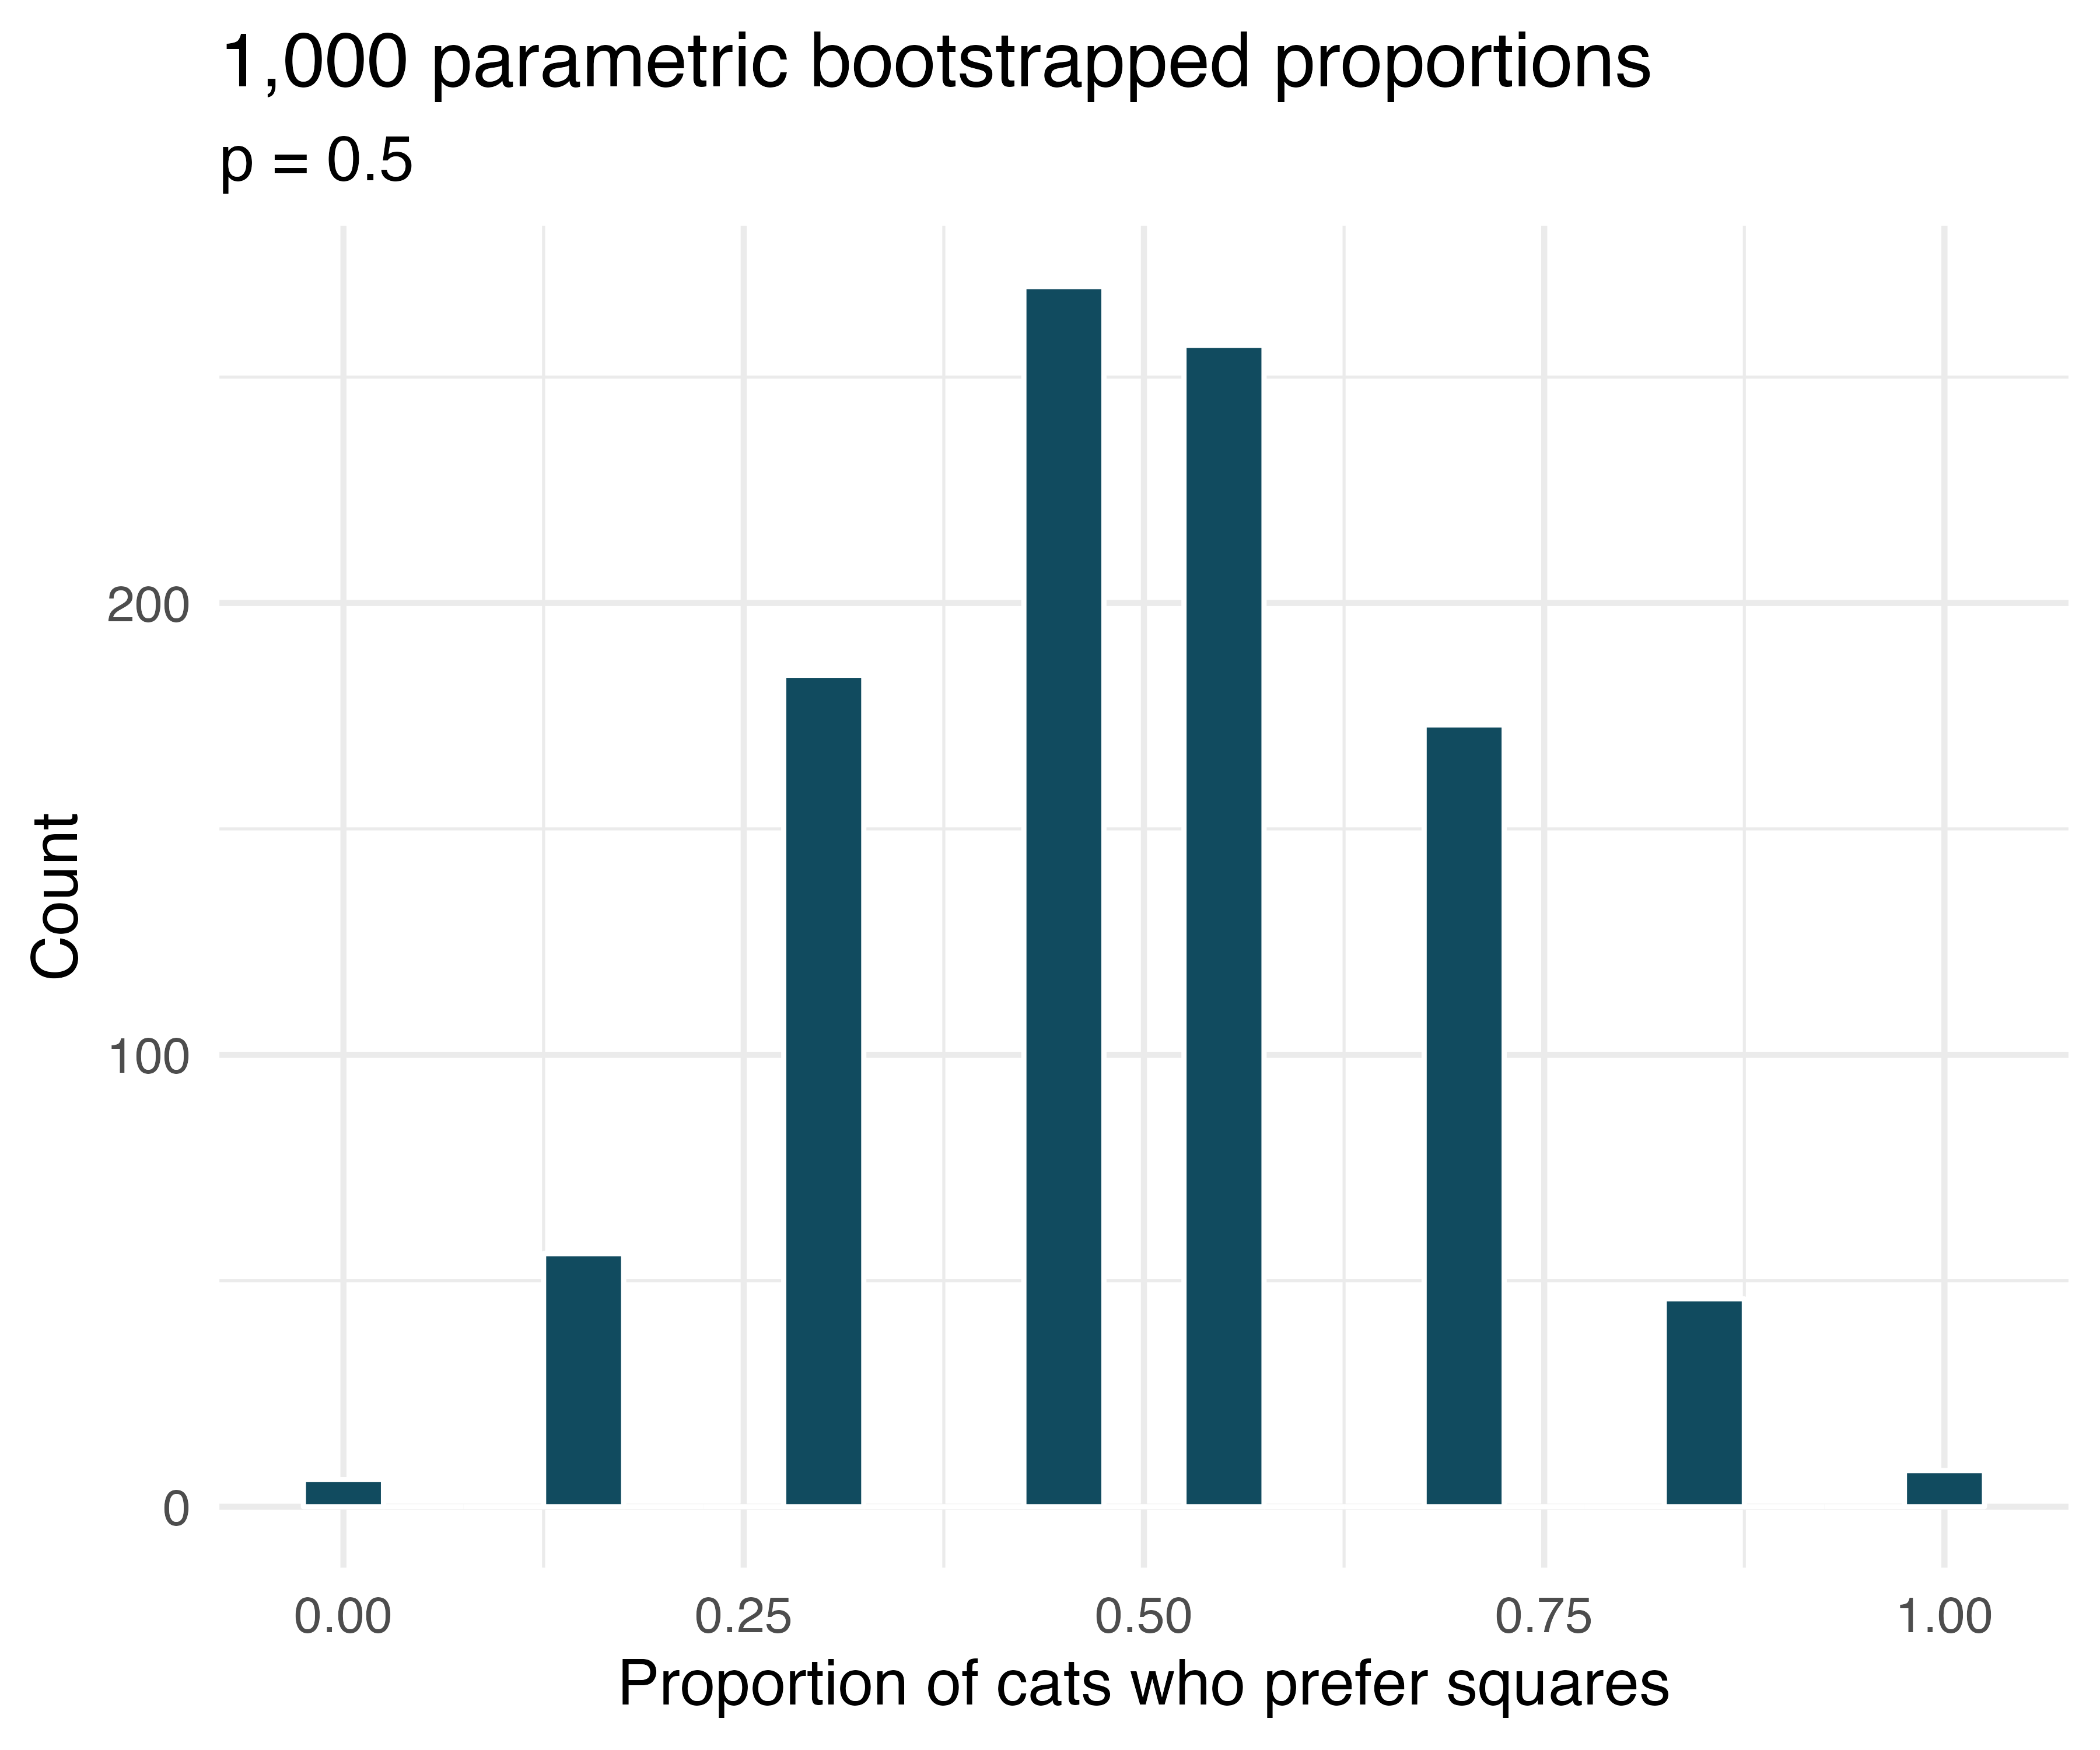 1,000 parametric bootstrapped proportions
p = 0.5
Count
200
100
0
0.00 0.25 0.50 0.75 1.00
Proportion of cats who prefer squares